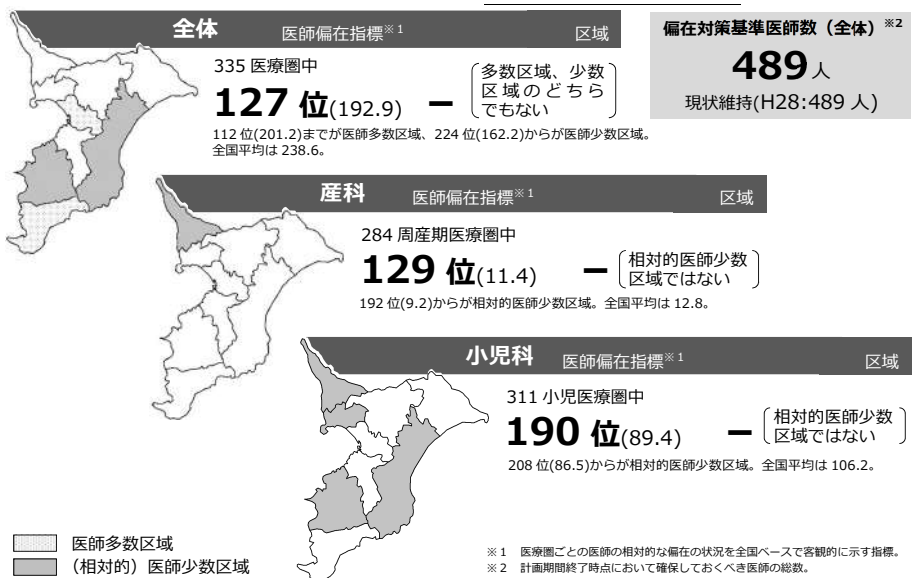 全体 医師偏在指標※1 区域
335 医療圏中
127 位(192.9) − 多数区域、少数
区域のどちら
でもない
112 位(201.2)までが医師多数区域、224 位(162.2)からが医師少数区域。
全国平均は 238.6。
偏在対策基準医師数（全体）※2
489 人
現状維持(H28:489 人)
産科 医師偏在指標※1 区域
284 周産期医療圏中
129 位(11.4) − 相対的医師少数
区域ではない
192 位(9.2)からが相対的医師少数区域。全国平均は 12.8。
小児科 医師偏在指標※1 区域
311 小児医療圏中
190 位(89.4) − 相対的医師少数
区域ではない
208 位(86.5)からが相対的医師少数区域。全国平均は 106.2。
医師多数区域
（相対的）医師少数区域
※1 医療圏ごとの医師の相対的な偏在の状況を全国ベースで客観的に示す指標。
※2 計画期間終了時点において確保しておくべき医師の総数。